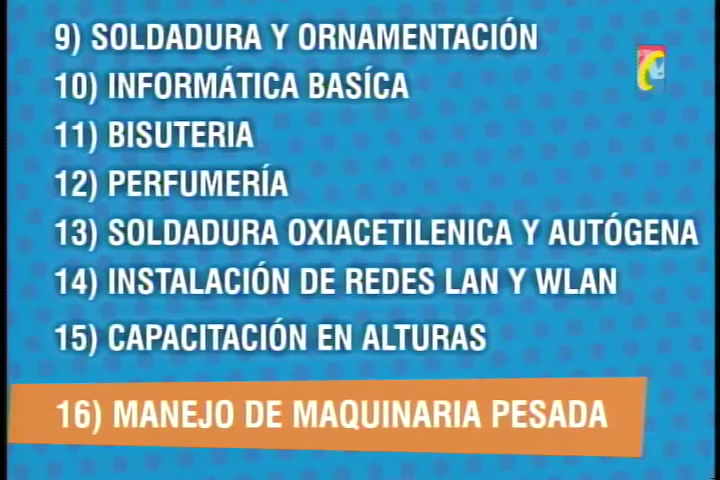 9) SOLDADURA Y ORNAMENTACIÓN
10) INFORMÁTICA BASÍCA
11) BISUTERIA
12) PERFUMERÍA
13) SOLDADURA OXIACETILENICA Y AUTÓGENA
14) INSTALACIÓN DE REDES LAN Y WLAN
15) CAPACITACIÓN EN ALTURAS
16) MANEJO DE MAQUINARIA PESADA